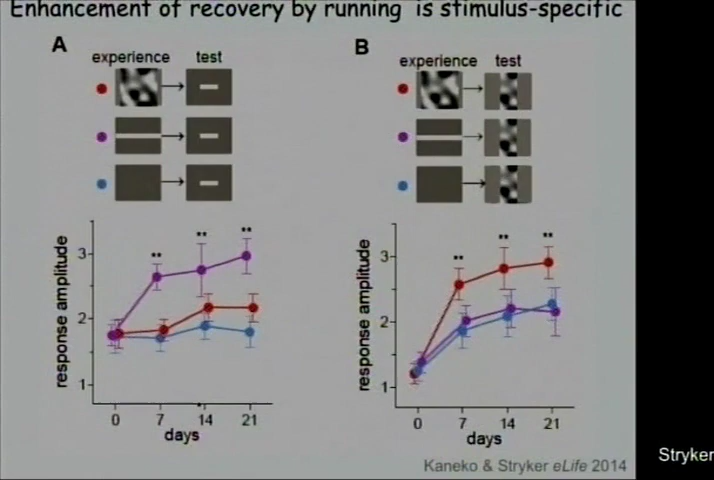 Enhancement of recovery by running is stimulus-specific
A
experience test
B
experience test
response amplitude
3
2
1
0 7 14 21
days
** ** **
response amplitude
3
2
1
0 7 14 21
days
** ** **
Kaneko & Stryker eLife 2014
Stryker